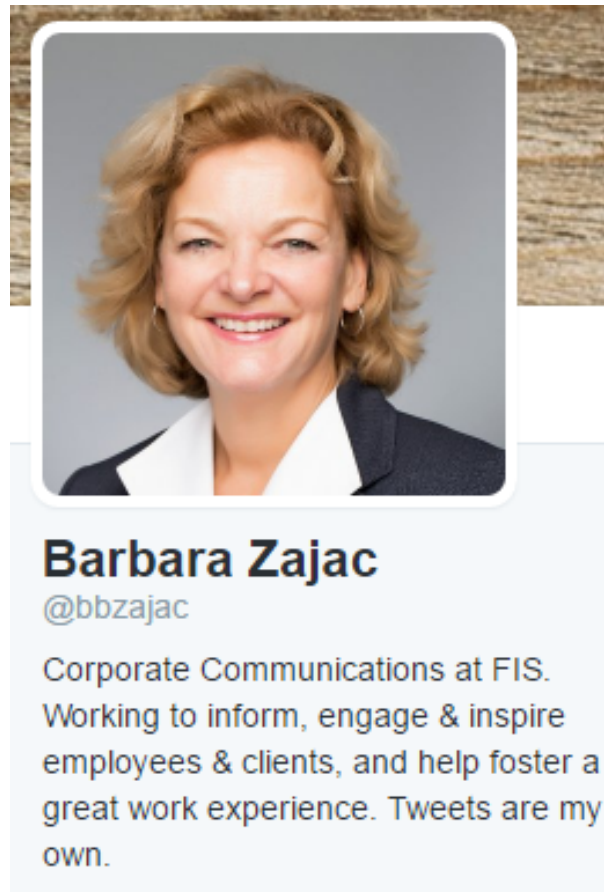 Barbara Zajac
@bbzajac
Corporate Communications at FIS.
Working to inform, engage & inspire
employees & clients, and help foster a
great work experience. Tweets are my
own.